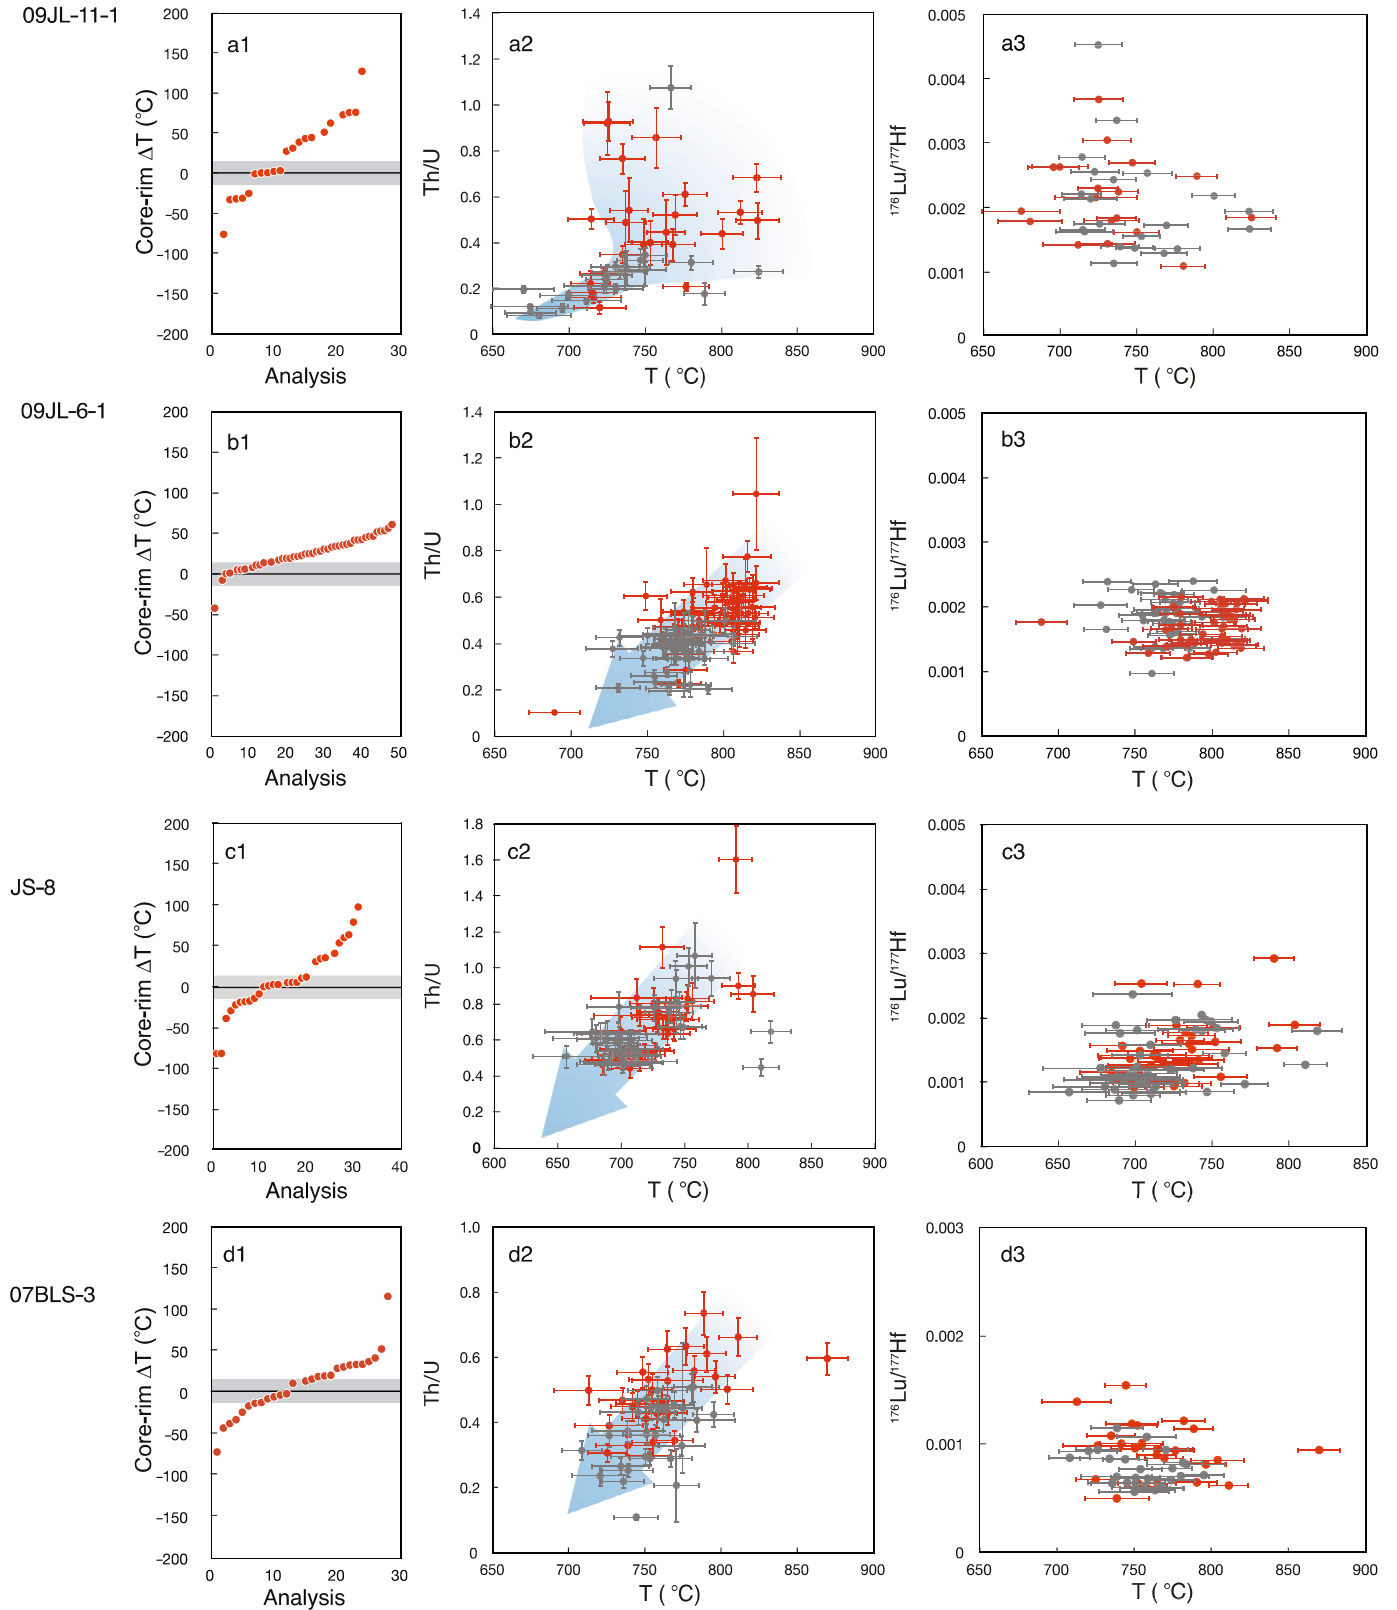 09JL-11-1
a1
Core-rim ΔT (°C)
200
150
100
50
0
-50
-100
-150
-200
0 10 20 30
Analysis
a2
Th/U
1.4
1.2
1.0
0.8
0.6
0.4
0.2
0
650 700 750 800 850 900
T ( °C)
a3
176Lu/177Hf
0.005
0.004
0.003
0.002
0.001
0
650 700 750 800 850 900
T ( °C)
09JL-6-1
b1
Core-rim ΔT (°C)
200
150
100
50
0
-50
-100
-150
-200
0 10 20 30 40 50
Analysis
b2
Th/U
1.4
1.2
1.0
0.8
0.6
0.4
0.2
0
650 700 750 800 850 900
T ( °C)
b3
176Lu/177Hf
0.005
0.004
0.003
0.002
0.001
0
650 700 750 800 850 900
T ( °C)
JS-8
c1
Core-rim ΔT (°C)
200
150
100
50
0
-50
-100
-150
-200
0 10 20 30 40
Analysis
c2
Th/U
1.8
1.6
1.4
1.2
1.0
0.8
0.6
0.4
0.2
0
600 650 700 750 800 850 900
T ( °C)
c3
176Lu/177Hf
0.005
0.004
0.003
0.002
0.001
0
600 650 700 750 800 850
T ( °C)
07BLS-3
d1
Core-rim ΔT (°C)
200
150
100
50
0
-50
-100
-150
-200
0 10 20 30
Analysis
d2
Th/U
1.0
0.8
0.6
0.4
0.2
0
650 700 750 800 850 900
T ( °C)
d3
176Lu/177Hf
0.003
0.002
0.001
0
650 700 750 800 850 900
T ( °C)